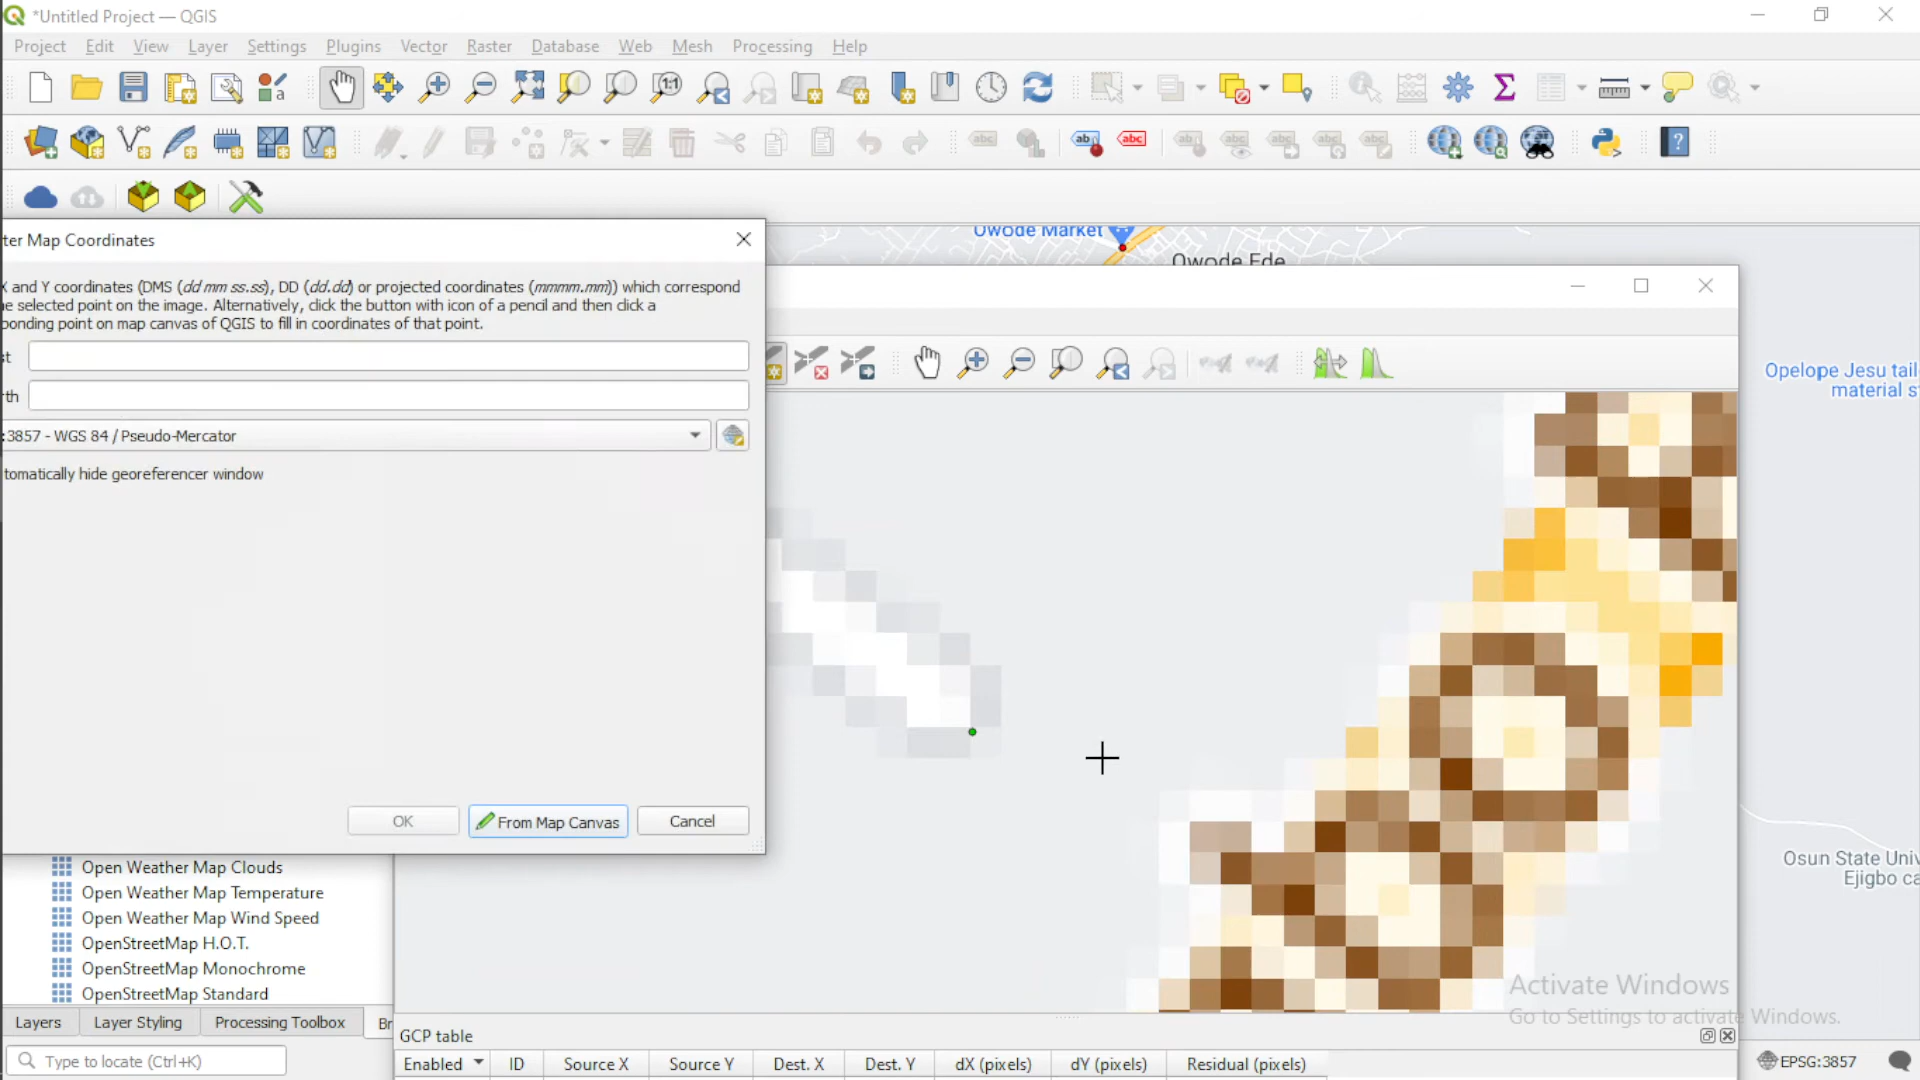 *Untitled Project — QGIS
Project Edit View Layer Settings Plugins Vector Raster Database Web Mesh Processing Help
ter Map Coordinates
X and Y coordinates (DMS (dd mm ss.ss), DD (dd.dd) or projected coordinates (mmmm.mm)) which correspond
e selected point on the image. Alternatively, click the button with icon of a pencil and then click a
ponding point on map canvas of QGIS to fill in coordinates of that point.
st
rth
:3857 - WGS 84 / Pseudo-Mercator
tomatically hide georeferencer window
OK From Map Canvas Cancel
Owode Market
Owode Ede
Opelope Jesu tail
material s
Osun State Univ
Ejigbo ca
Open Weather Map Clouds
Open Weather Map Temperature
Open Weather Map Wind Speed
OpenStreetMap H.O.T.
OpenStreetMap Monochrome
OpenStreetMap Standard
Layers Layer Styling Processing Toolbox Br
Type to locate (Ctrl+K)
GCP table
Enabled ID Source X Source Y Dest. X Dest. Y dX (pixels) dY (pixels) Residual (pixels)
Activate Windows
Go to Settings to activate Windows.
EPSG:3857